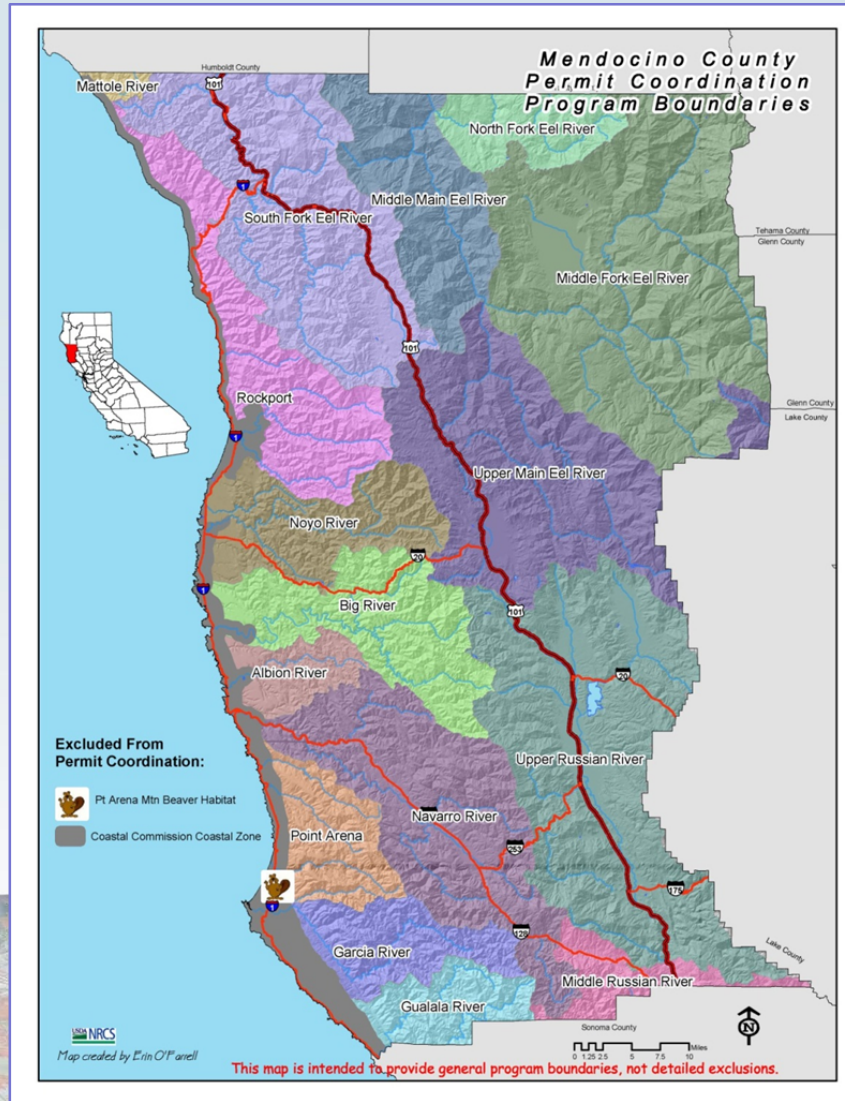 Mendocino County
Permit Coordination
Program Boundaries
Humboldt County
101
Mattole River
North Fork Eel River
1
Middle Main Eel River
South Fork Eel River
Tehama County
Glenn County
Middle Fork Eel River
101
Rockport
Glenn County
Lake County
1
Upper Main Eel River
Noyo River
20
1
Big River
101
Albion River
20
Excluded From
Permit Coordination:
Upper Russian River
Pt Arena Mtn Beaver Habitat
Navarro River
Coastal Commission Coastal Zone
Point Arena
253
175
1
128
Garcia River
Lake County
Middle Russian River
Gualala River
Sonoma County
N
USDA NRCS
Miles
0 1.25 2.5 5 7.5 10
Map created by Erin O'Farrell
This map is intended to provide general program boundaries, not detailed exclusions.